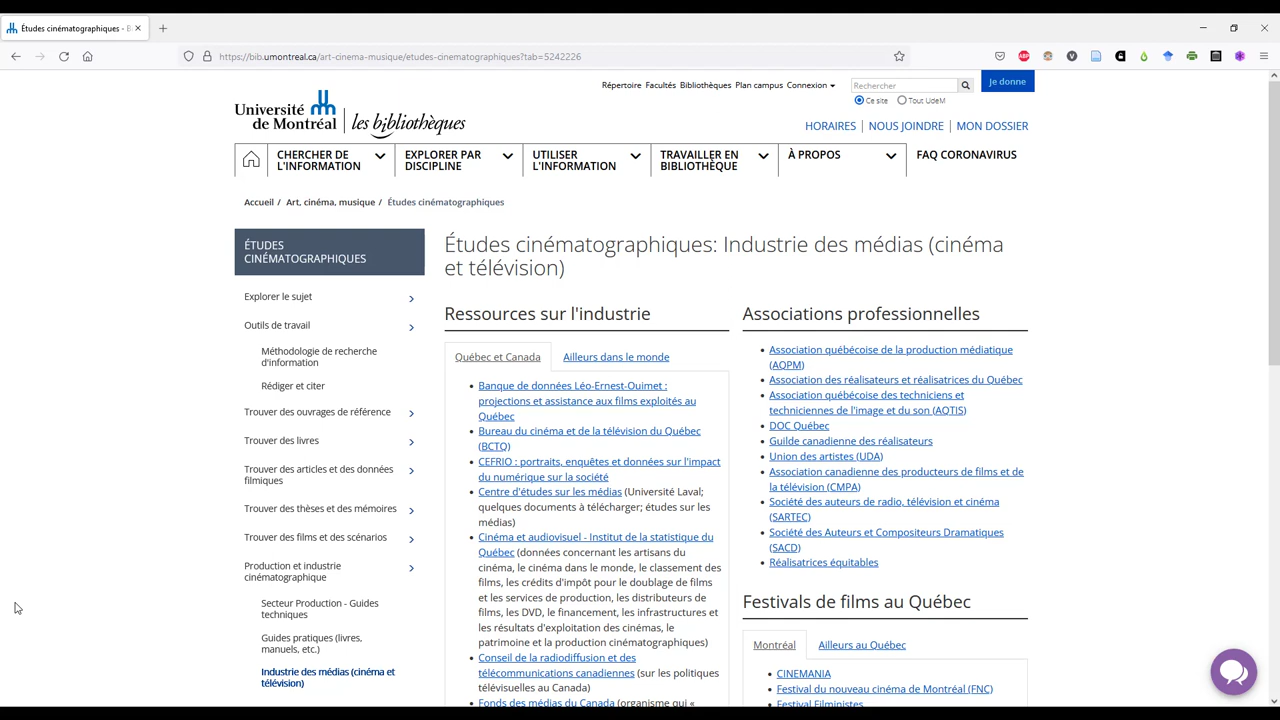 Études cinématographiques - B
https://bib.umontreal.ca/art-cinema-musique/etudes-cinematographiques?tab=5242226
Répertoire Facultés Bibliothèques Plan campus Connexion
Rechercher
Je donne
Ce site Tout UdeM
Université
de Montréal
les bibliothèques
HORAIRES NOUS JOINDRE MON DOSSIER
CHERCHER DE
L'INFORMATION
EXPLORER PAR
DISCIPLINE
UTILISER
L'INFORMATION
TRAVAILLER EN
BIBLIOTHÈQUE
À PROPOS
FAQ CORONAVIRUS
Accueil / Art, cinéma, musique / Études cinématographiques
ÉTUDES
CINÉMATOGRAPHIQUES
Explorer le sujet
Outils de travail
Méthodologie de recherche
d'information
Rédiger et citer
Trouver des ouvrages de référence
Trouver des livres
Trouver des articles et des données
filmiques
Trouver des thèses et des mémoires
Trouver des films et des scénarios
Production et industrie
cinématographique
Secteur Production - Guides
techniques
Guides pratiques (livres,
manuels, etc.)
Industrie des médias (cinéma et
télévision)
Études cinématographiques: Industrie des médias (cinéma
et télévision)
Ressources sur l'industrie
Québec et Canada
Ailleurs dans le monde
Banque de données Léo-Ernest-Ouimet :
projections et assistance aux films exploités au
Québec
Bureau du cinéma et de la télévision du Québec
(BCTQ)
CEFRIO : portraits, enquêtes et données sur l'impact
du numérique sur la société
Centre d'études sur les médias (Université Laval;
quelques documents à télécharger; études sur les
médias)
Cinéma et audiovisuel - Institut de la statistique du
Québec (données concernant les artisans du
cinéma, le cinéma dans le monde, le classement des
films, les crédits d'impôt pour le doublage de films
et les services de production, les distributeurs de
films, les DVD, le financement, les infrastructures et
les résultats d'exploitation des cinémas, le
patrimoine et la production cinématographiques)
Conseil de la radiodiffusion et des
télécommunications canadiennes (sur les politiques
télévisuelles au Canada)
Fonds des médias du Canada (organisme qui «
Associations professionnelles
Association québécoise de la production médiatique
(AQPM)
Association des réalisateurs et réalisatrices du Québec
Association québécoise des techniciens et
techniciennes de l'image et du son (AQTIS)
DOC Québec
Guilde canadienne des réalisateurs
Union des artistes (UDA)
Association canadienne des producteurs de films et de
la télévision (CMPA)
Société des auteurs de radio, télévision et cinéma
(SARTEC)
Société des Auteurs et Compositeurs Dramatiques
(SACD)
Réalisatrices équitables
Festivals de films au Québec
Montréal
Ailleurs au Québec
CINEMANIA
Festival du nouveau cinéma de Montréal (FNC)
Festival Filministes